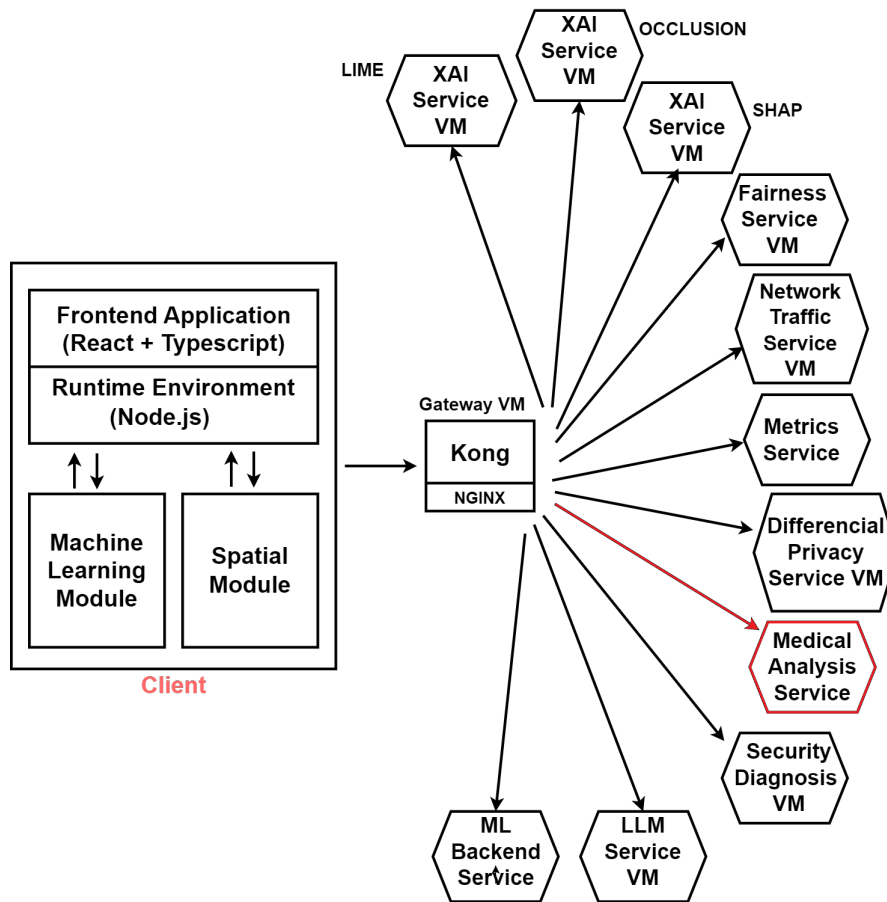 XAI
Service
VM
OCCLUSION
LIME
XAI
Service
VM
XAI
Service
VM
SHAP
Fairness
Service
VM
Network
Traffic
Service
VM
Frontend Application
(React + Typescript)
Runtime Environment
(Node.js)
Gateway VM
Kong
NGINX
Metrics
Service
Machine
Learning
Module
Spatial
Module
Differencial
Privacy
Service VM
Client
Medical
Analysis
Service
Security
Diagnosis
VM
ML
Backend
Service
LLM
Service
VM